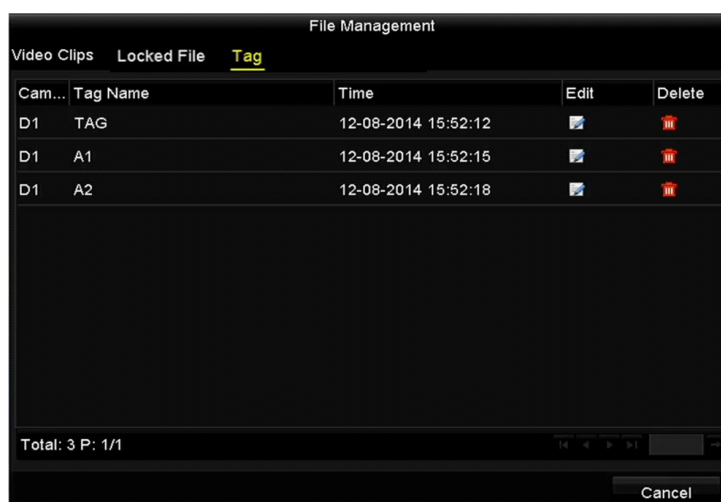 File Management
Video Clips Locked File Tag
Cam... Tag Name Time Edit Delete
D1 TAG 12-08-2014 15:52:12
D1 A1 12-08-2014 15:52:15
D1 A2 12-08-2014 15:52:18
Total: 3 P: 1/1
Cancel